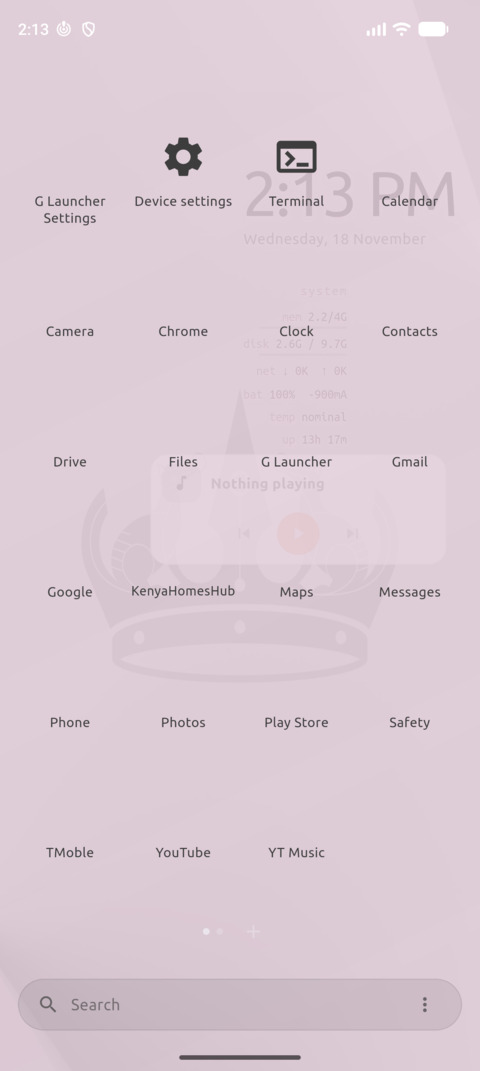 2:13
G Launcher
Settings
Device settings
Terminal
Calendar
2:13 PM
Wednesday, 18 November
system
Camera
Chrome
Clock
Contacts
mem 2.2/4G
disk 2.6G / 9.7G
net ↓ 0K ↑ 0K
bat 100% -900mA
temp nominal
up 13h 17m
Drive
Files
G Launcher
Gmail
Nothing playing
Google
KenyaHomesHub
Maps
Messages
Phone
Photos
Play Store
Safety
TMoble
YouTube
YT Music
Search